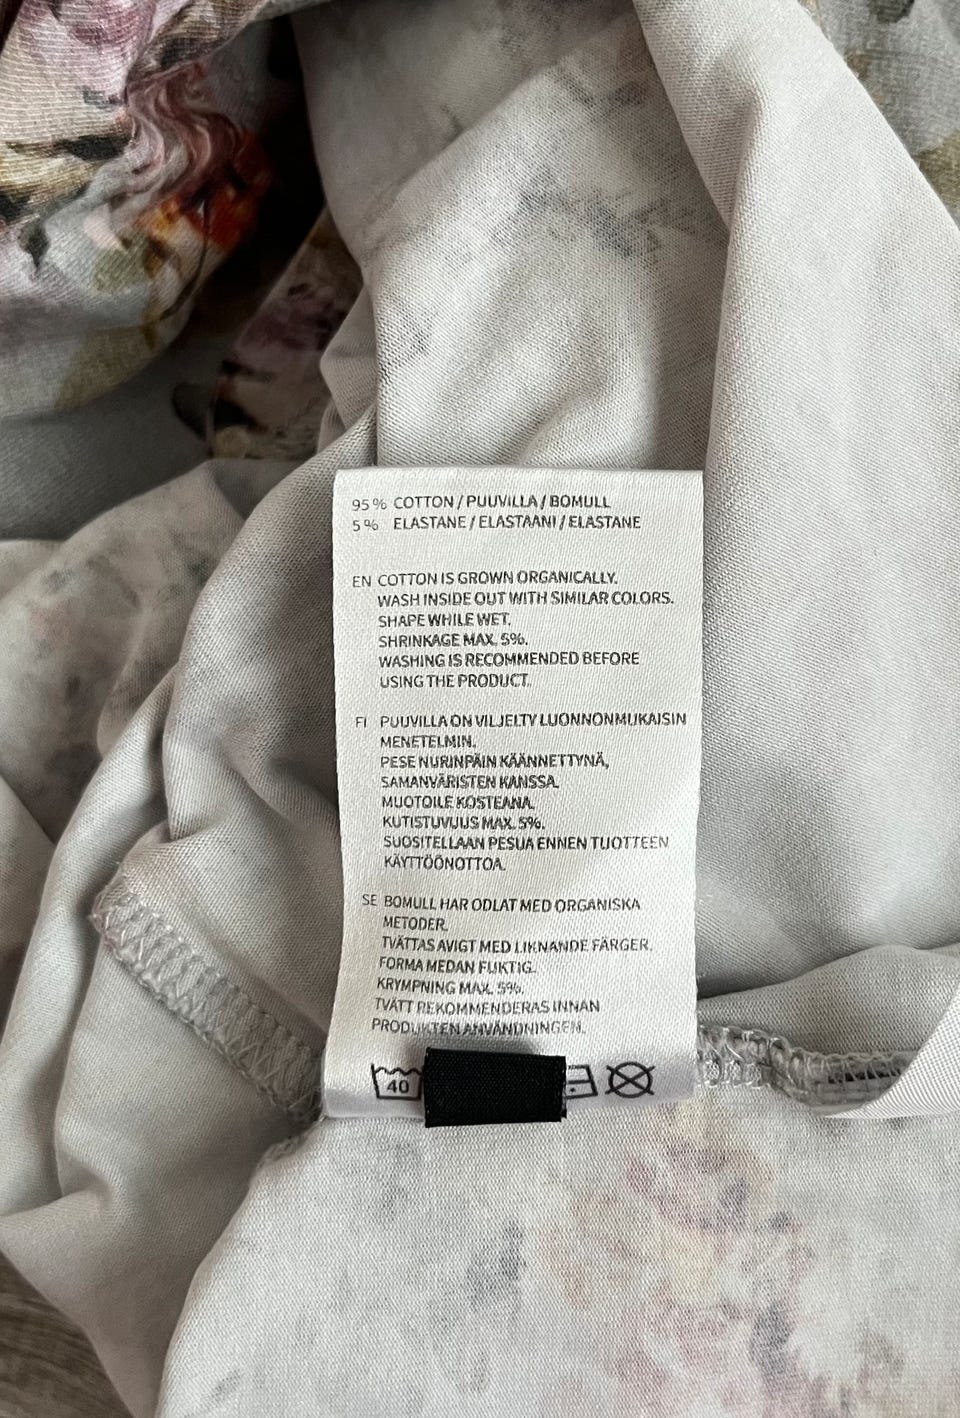 95% COTTON / PUUVILLA / BOMULL
5% ELASTANE / ELASTAANI / ELASTANE
EN COTTON IS GROWN ORGANICALLY.
WASH INSIDE OUT WITH SIMILAR COLORS.
SHAPE WHILE WET.
SHRINKAGE MAX. 5%.
WASHING IS RECOMMENDED BEFORE
USING THE PRODUCT.
FI PUUVILLA ON VILJELTY LUONNONMUKAISIN
MENETELMIN.
PESE NURINPÄIN KÄÄNNETTYNÄ,
SAMANVÄRISTEN KANSSA.
MUOTOILE KOSTEANA.
KUTISTUVUUS MAX. 5%.
SUOSITELLAAN PESUA ENNEN TUOTTEEN
KÄYTTÖÖNOTTOA.
SE BOMULL HAR ODLAT MED ORGANISKA
METODER.
TVÄTTAS AVIGT MED LIKNANDE FÄRGER.
FORMA MEDAN FUKTIG.
KRYMPNING MAX. 5%.
TVÄTT REKOMMENDERAS INNAN
PRODUKTEN ANVÄNDNINGEN.
40